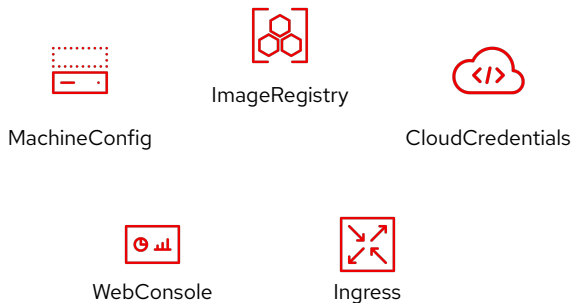 ImageRegistry
MachineConfig
CloudCredentials
WebConsole
Ingress